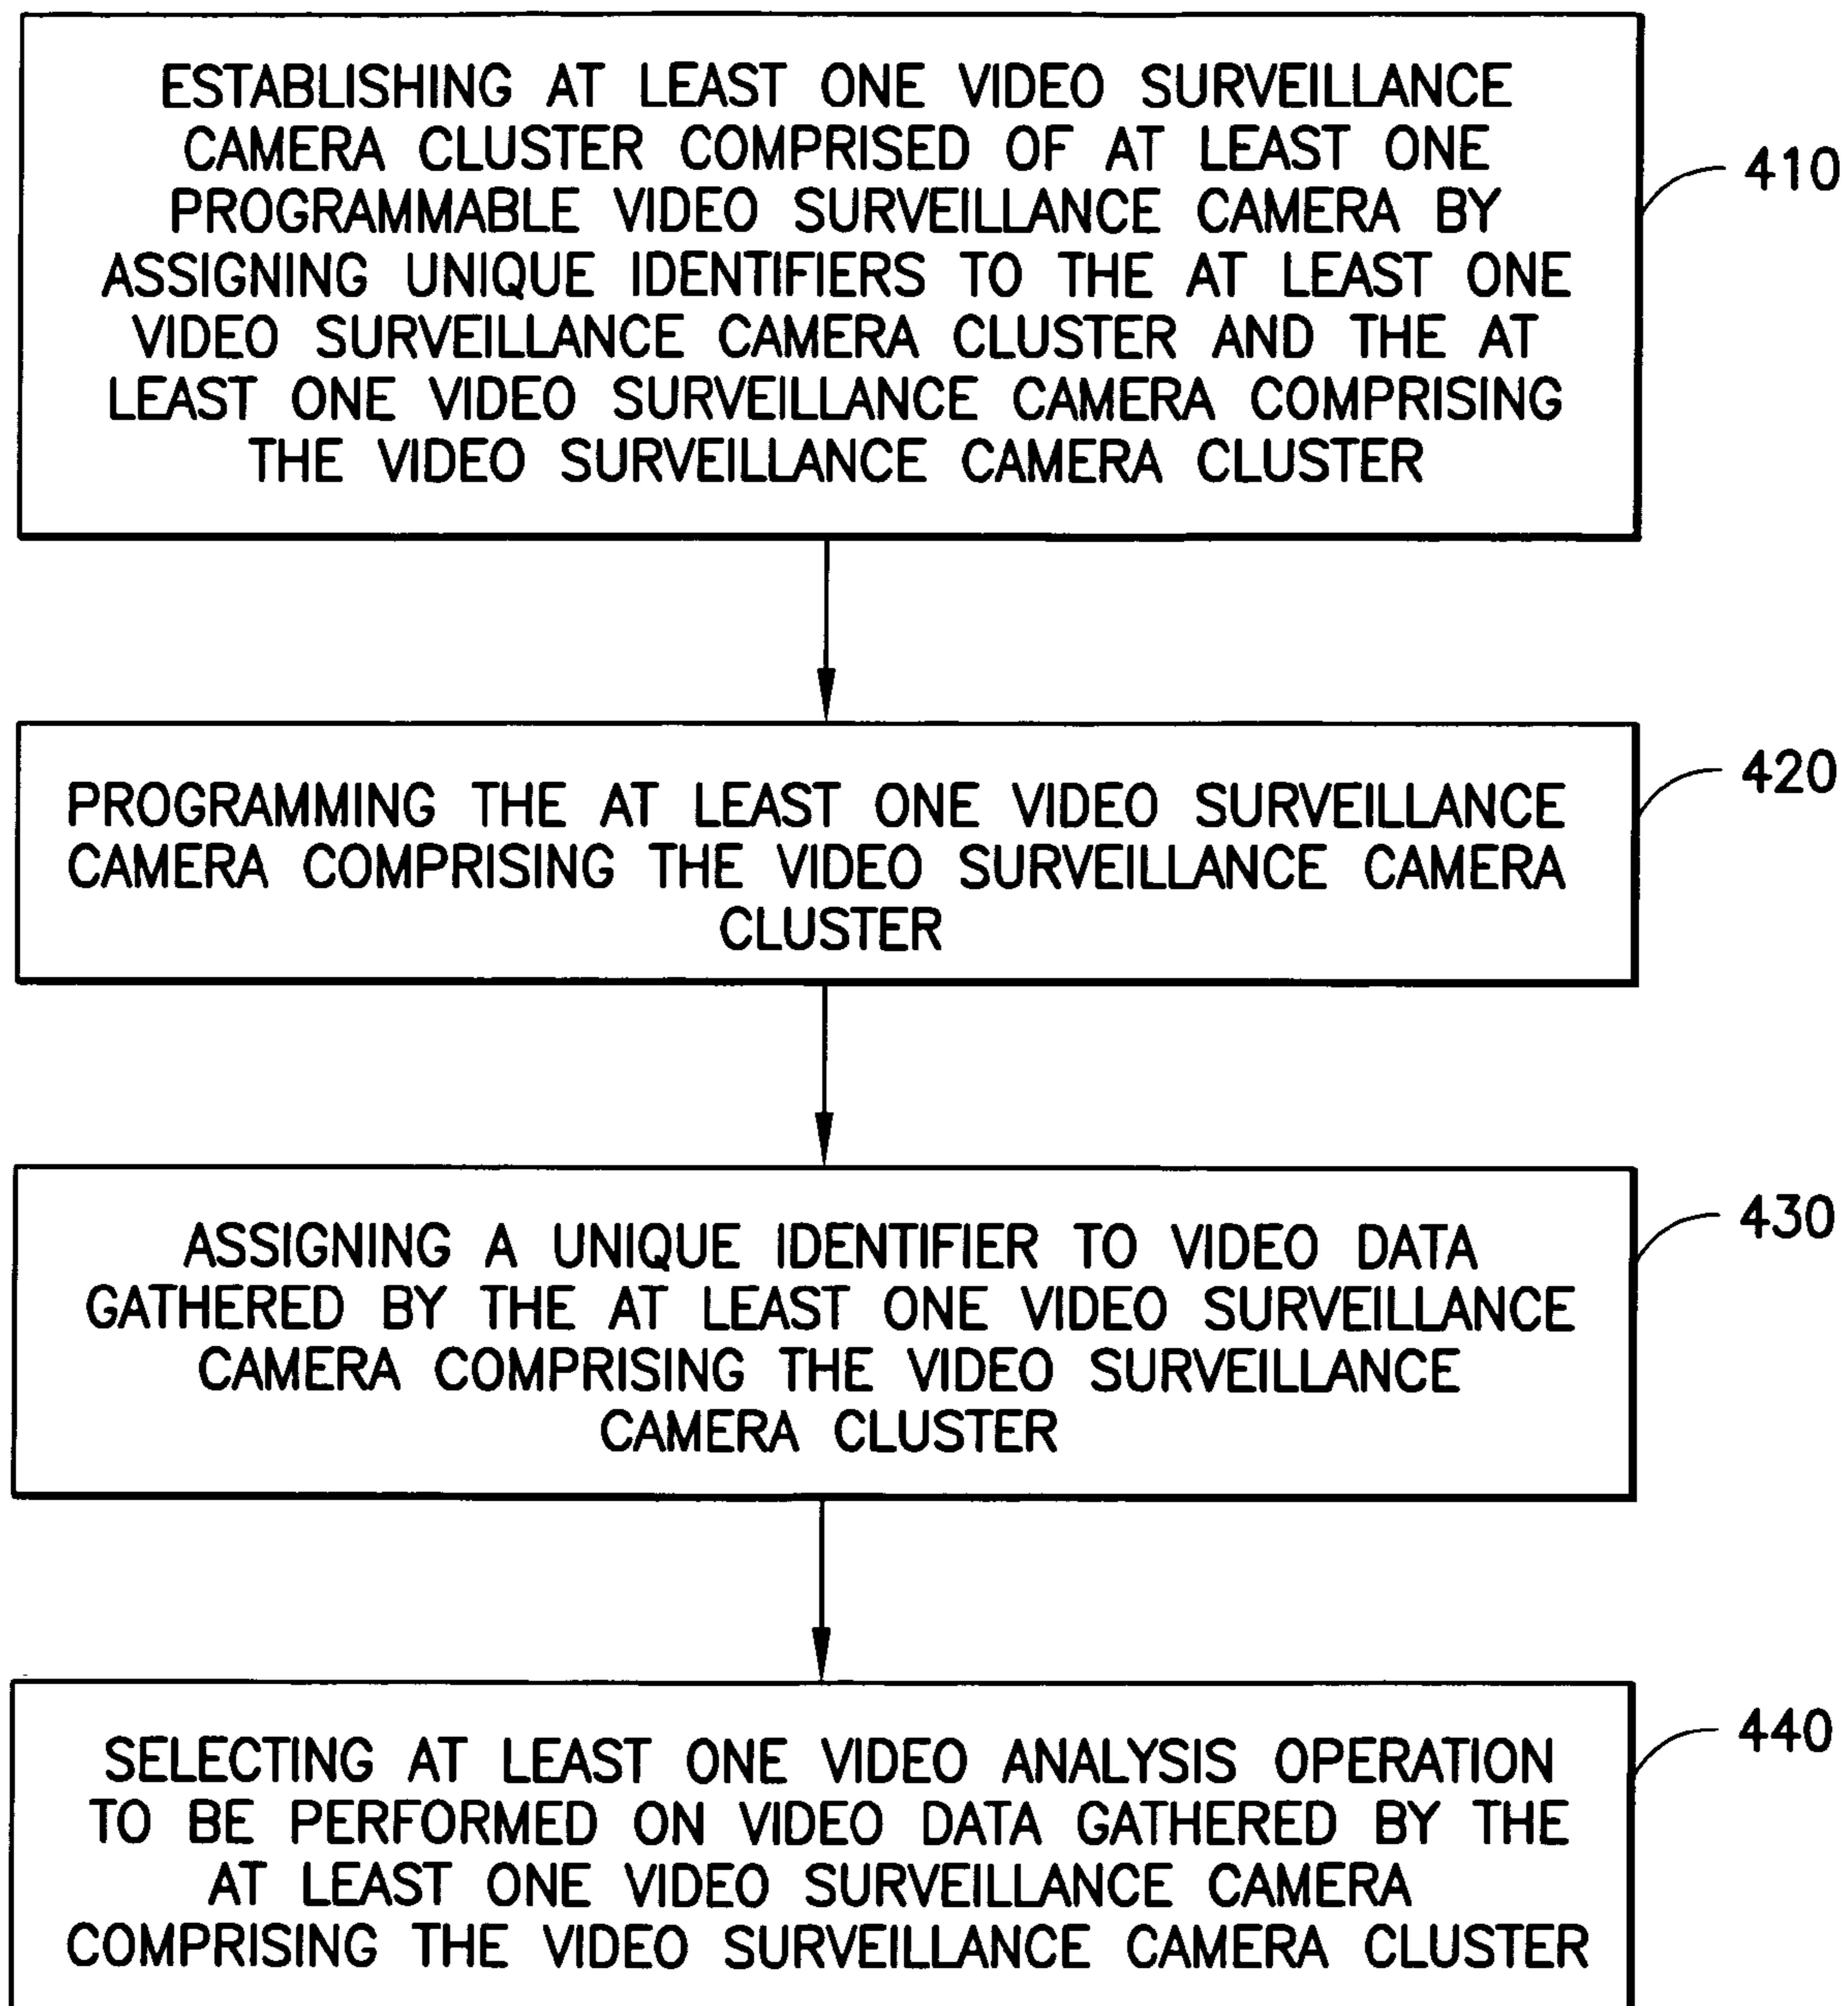 ESTABLISHING AT LEAST ONE VIDEO SURVEILLANCE
CAMERA CLUSTER COMPRISED OF AT LEAST ONE
PROGRAMMABLE VIDEO SURVEILLANCE CAMERA BY
ASSIGNING UNIQUE IDENTIFIERS TO THE AT LEAST ONE
VIDEO SURVEILLANCE CAMERA CLUSTER AND THE AT
LEAST ONE VIDEO SURVEILLANCE CAMERA COMPRISING
THE VIDEO SURVEILLANCE CAMERA CLUSTER
410
PROGRAMMING THE AT LEAST ONE VIDEO SURVEILLANCE
CAMERA COMPRISING THE VIDEO SURVEILLANCE CAMERA
CLUSTER
420
ASSIGNING A UNIQUE IDENTIFIER TO VIDEO DATA
GATHERED BY THE AT LEAST ONE VIDEO SURVEILLANCE
CAMERA COMPRISING THE VIDEO SURVEILLANCE
CAMERA CLUSTER
430
SELECTING AT LEAST ONE VIDEO ANALYSIS OPERATION
TO BE PERFORMED ON VIDEO DATA GATHERED BY THE
AT LEAST ONE VIDEO SURVEILLANCE CAMERA
COMPRISING THE VIDEO SURVEILLANCE CAMERA CLUSTER
440